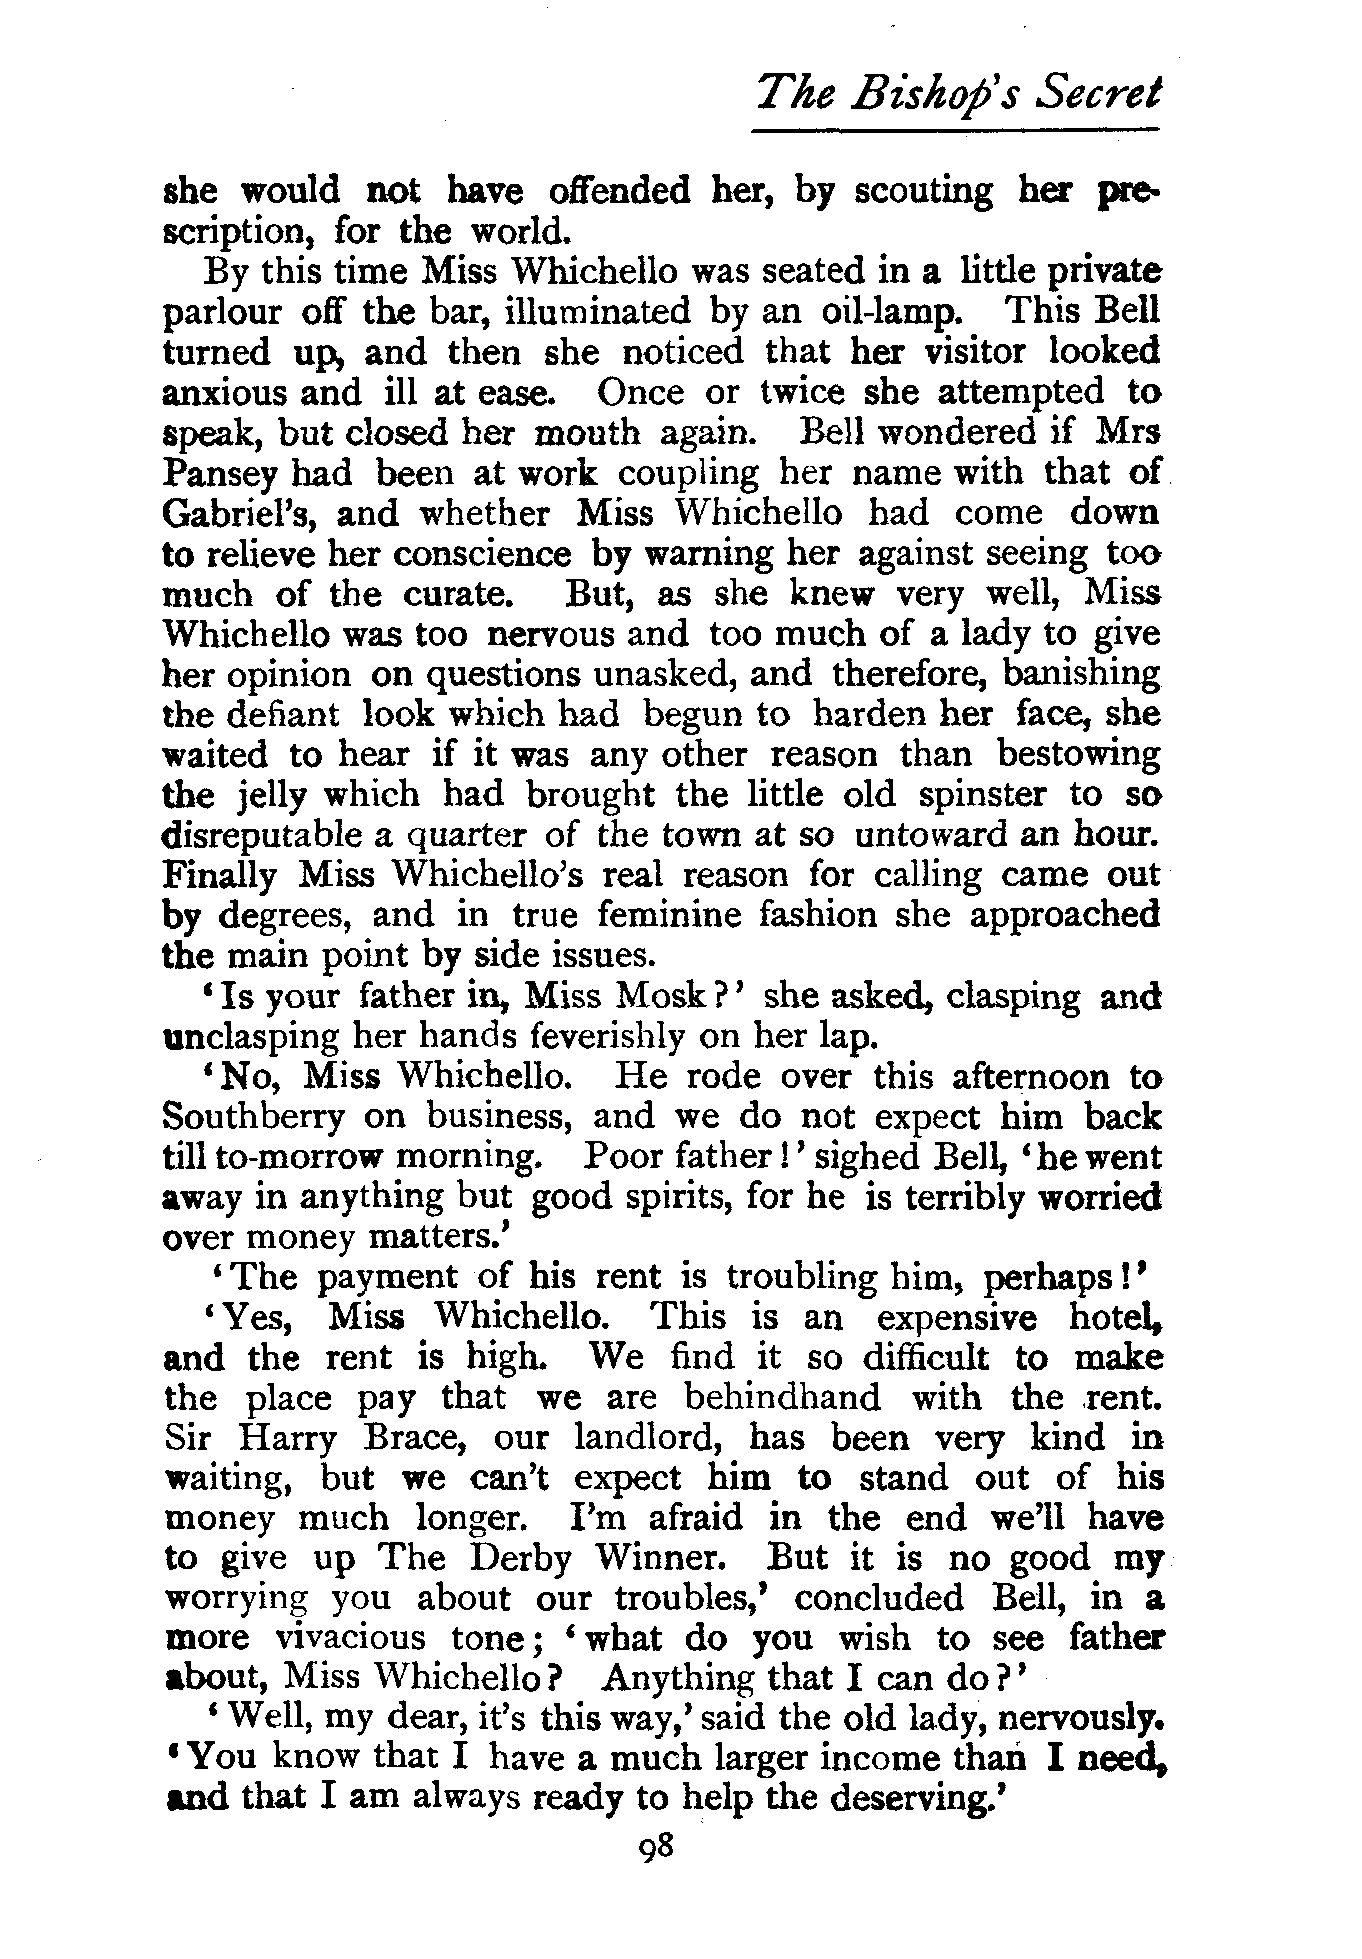 The Bishop's Secret
she would not have offended her, by scouting her pre-
scription, for the world.
By this time Miss Whichello was seated in a little private
parlour off the bar, illuminated by an oil-lamp. This Bell
turned up, and then she noticed that her visitor looked
anxious and ill at ease. Once or twice she attempted to
speak, but closed her mouth again. Bell wondered if Mrs
Pansey had been at work coupling her name with that of
Gabriel's, and whether Miss Whichello had come down
to relieve her conscience by warning her against seeing too
much of the curate. But, as she knew very well, Miss
Whichello was too nervous and too much of a lady to give
her opinion on questions unasked, and therefore, banishing
the defiant look which had begun to harden her face, she
waited to hear if it was any other reason than bestowing
the jelly which had brought the little old spinster to so
disreputable a quarter of the town at so untoward an hour.
Finally Miss Whichello's real reason for calling came out
by degrees, and in true feminine fashion she approached
the main point by side issues.
'Is your father in, Miss Mosk?' she asked, clasping and
unclasping her hands feverishly on her lap.
'No, Miss Whichello. He rode over this afternoon to
Southberry on business, and we do not expect him back
till to-morrow morning. Poor father!' sighed Bell, 'he went
away in anything but good spirits, for he is terribly worried
over money matters.'
'The payment of his rent is troubling him, perhaps!'
'Yes, Miss Whichello. This is an expensive hotel,
and the rent is high. We find it so difficult to make
the place pay that we are behindhand with the rent.
Sir Harry Brace, our landlord, has been very kind in
waiting, but we can't expect him to stand out of his
money much longer. I'm afraid in the end we'll have
to give up The Derby Winner. But it is no good my
worrying you about our troubles,' concluded Bell, in a
more vivacious tone; 'what do you wish to see father
about, Miss Whichello? Anything that I can do?'
'Well, my dear, it's this way,' said the old lady, nervously.
'You know that I have a much larger income than I need,
and that I am always ready to help the deserving.'
98